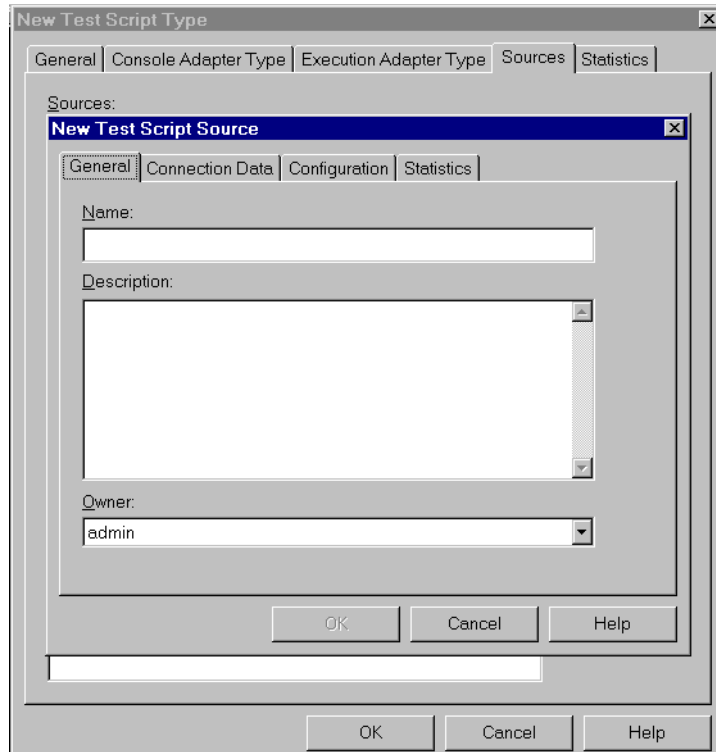 New Test Script Type
General Console Adapter Type Execution Adapter Type Sources Statistics
Sources:
New Test Script Source
General Connection Data Configuration Statistics
Name:
Description:
Owner:
admin
OK Cancel Help
OK Cancel Help